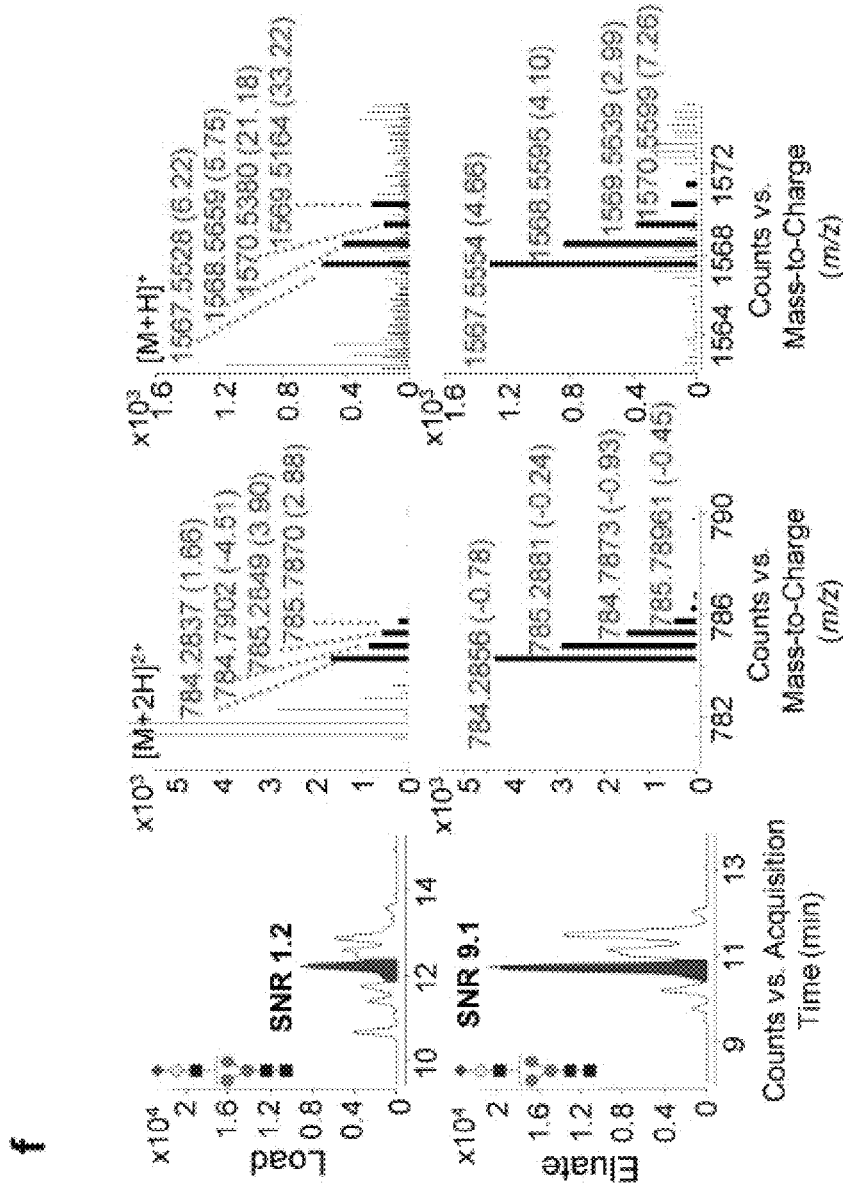 f
Load
x10⁴
2
1.6
1.2
0.8
0.4
0
SNR 1.2
10
12
14
x10³
5
4
3
2
1
0
[M+2H]²⁺
784.2837 (1.66)
784.7902 (-4.51)
785.2849 (3.90)
785.7870 (2.88)
x10³
1.6
1.2
0.8
0.4
0
[M+H]⁺
1567.5528 (6.22)
1568.5659 (5.75)
1570.5380 (21.18)
1569.5164 (33.22)
Eluate
x10⁴
2
1.6
1.2
0.8
0.4
0
SNR 9.1
9
11
13
Counts vs. Acquisition
Time (min)
x10³
5
4
3
2
1
0
784.2856 (-0.78)
785.2881 (-0.24)
784.7873 (-0.93)
785.78961 (-0.45)
782
786
790
Counts vs.
Mass-to-Charge
(m/z)
x10³
1.6
1.2
0.8
0.4
0
1567.5554 (4.66)
1568.5595 (4.10)
1569.5639 (2.99)
1570.5599 (7.26)
1564
1568
1572
Counts vs.
Mass-to-Charge
(m/z)